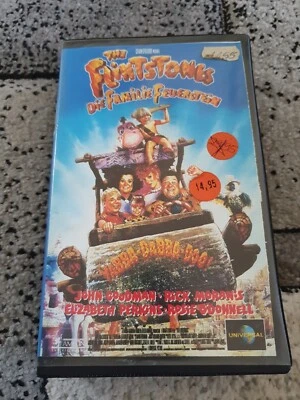 THE
FLINTSTONES
DIE FAMILIE FEUERSTEIN
14,95
YABBA-DABBA-DOO!
JOHN GOODMAN · RICK MORANIS
ELIZABETH PERKINS · ROSIE O'DONNELL
UNIVERSAL